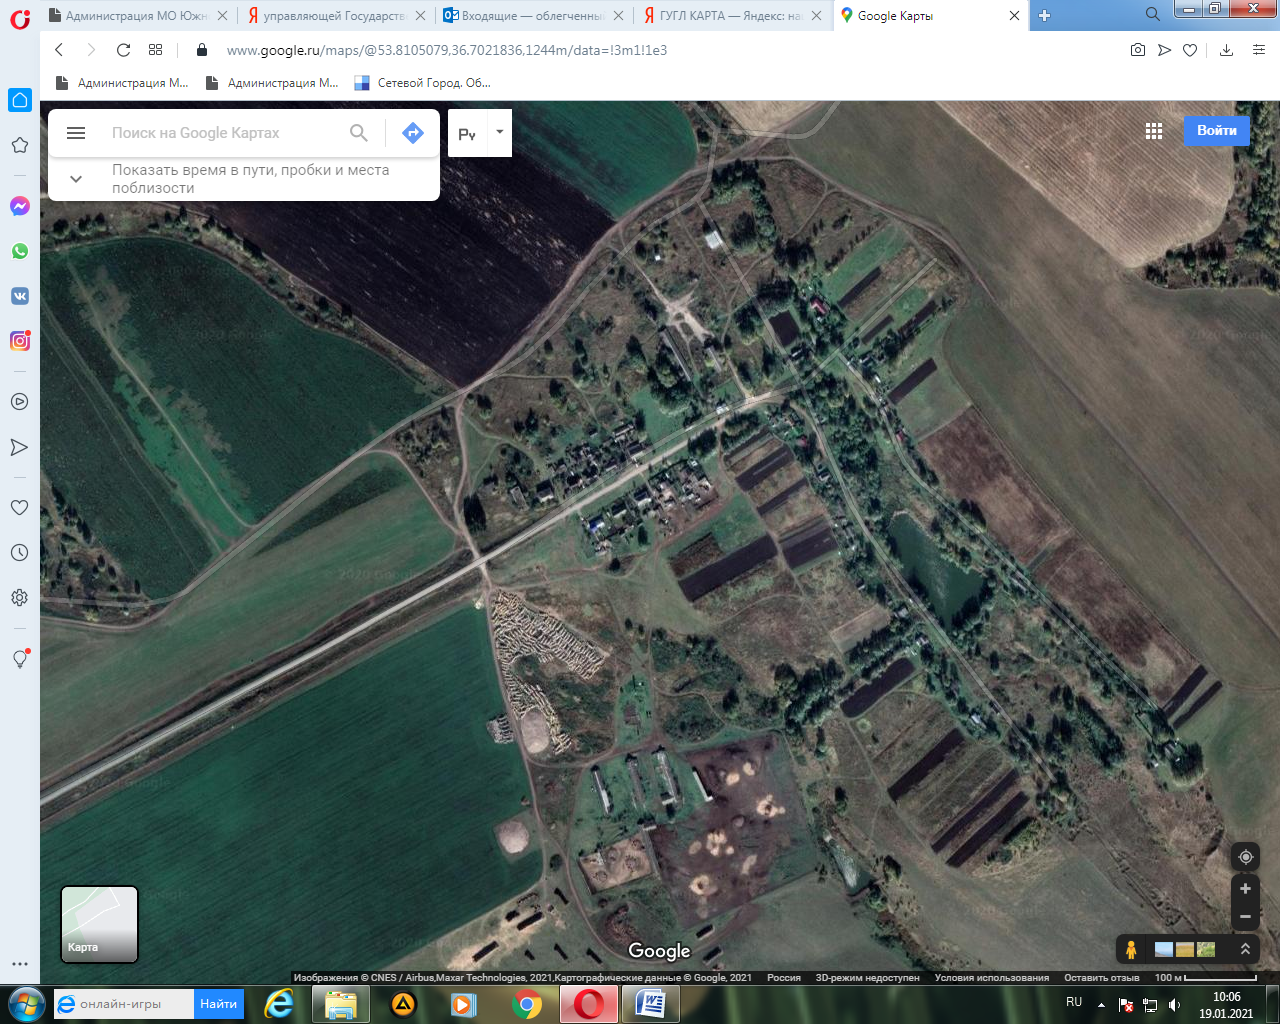 Администрация МО Южн
управляющей Государстве
Входящие — облегченный
ГУГЛ КАРТА — Яндекс: на
Google Карты
www.google.ru/maps/@53.8105079,36.7021836,1244m/data=!3m1!1e3
Администрация М...
Администрация М...
Сетевой Город. Об...
Поиск на Google Картах
Ру
Войти
Показать время в пути, пробки и места
поблизости
Карта
Google
Изображения © CNES / Airbus,Maxar Technologies, 2021,Картографические данные © Google, 2021
Россия
3D-режим недоступен
Условия использования
Оставить отзыв
100 м
онлайн-игры
Найти
RU
10:06
19.01.2021